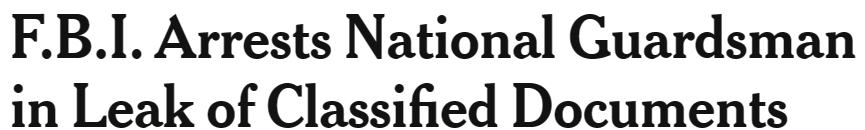 F.B.I. Arrests National Guardsman
in Leak of Classified Documents